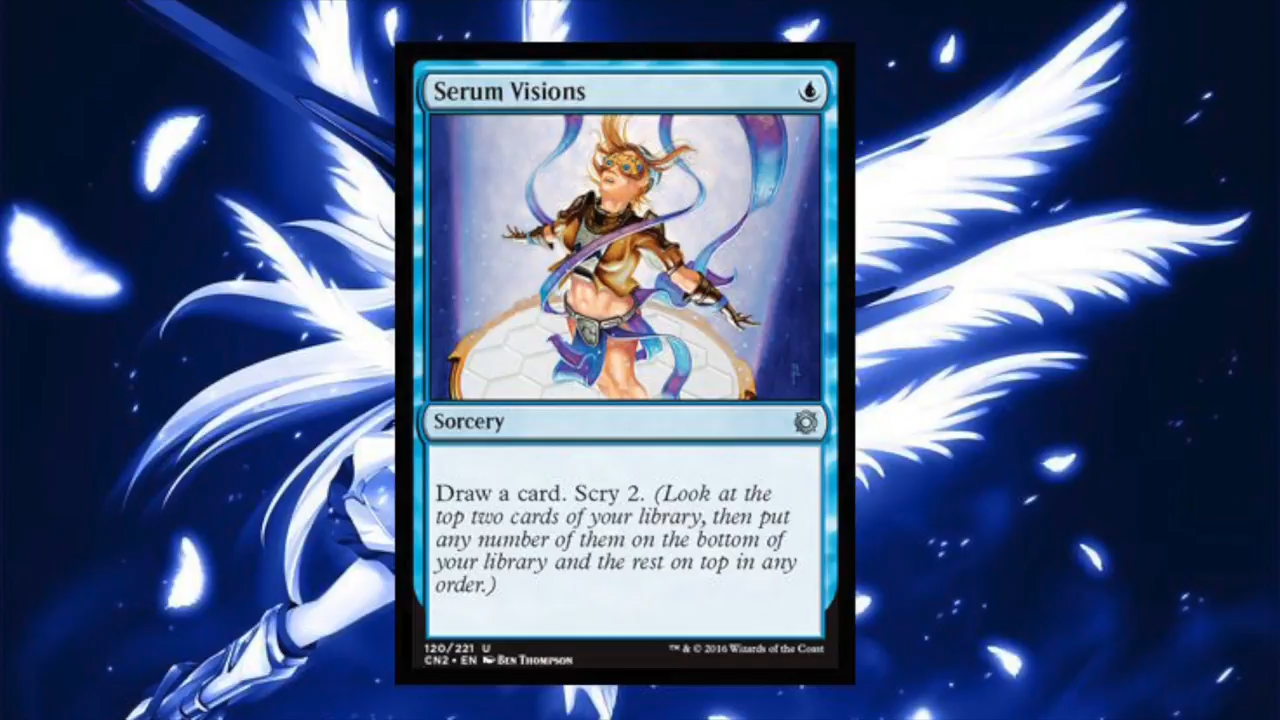 Serum Visions
Sorcery
Draw a card. Scry 2. (Look at the
top two cards of your library, then put
any number of them on the bottom of
your library and the rest on top in any
order.)
120/221 U
™ & © 2016 Wizards of the Coast
CN2 • EN Ben Thompson